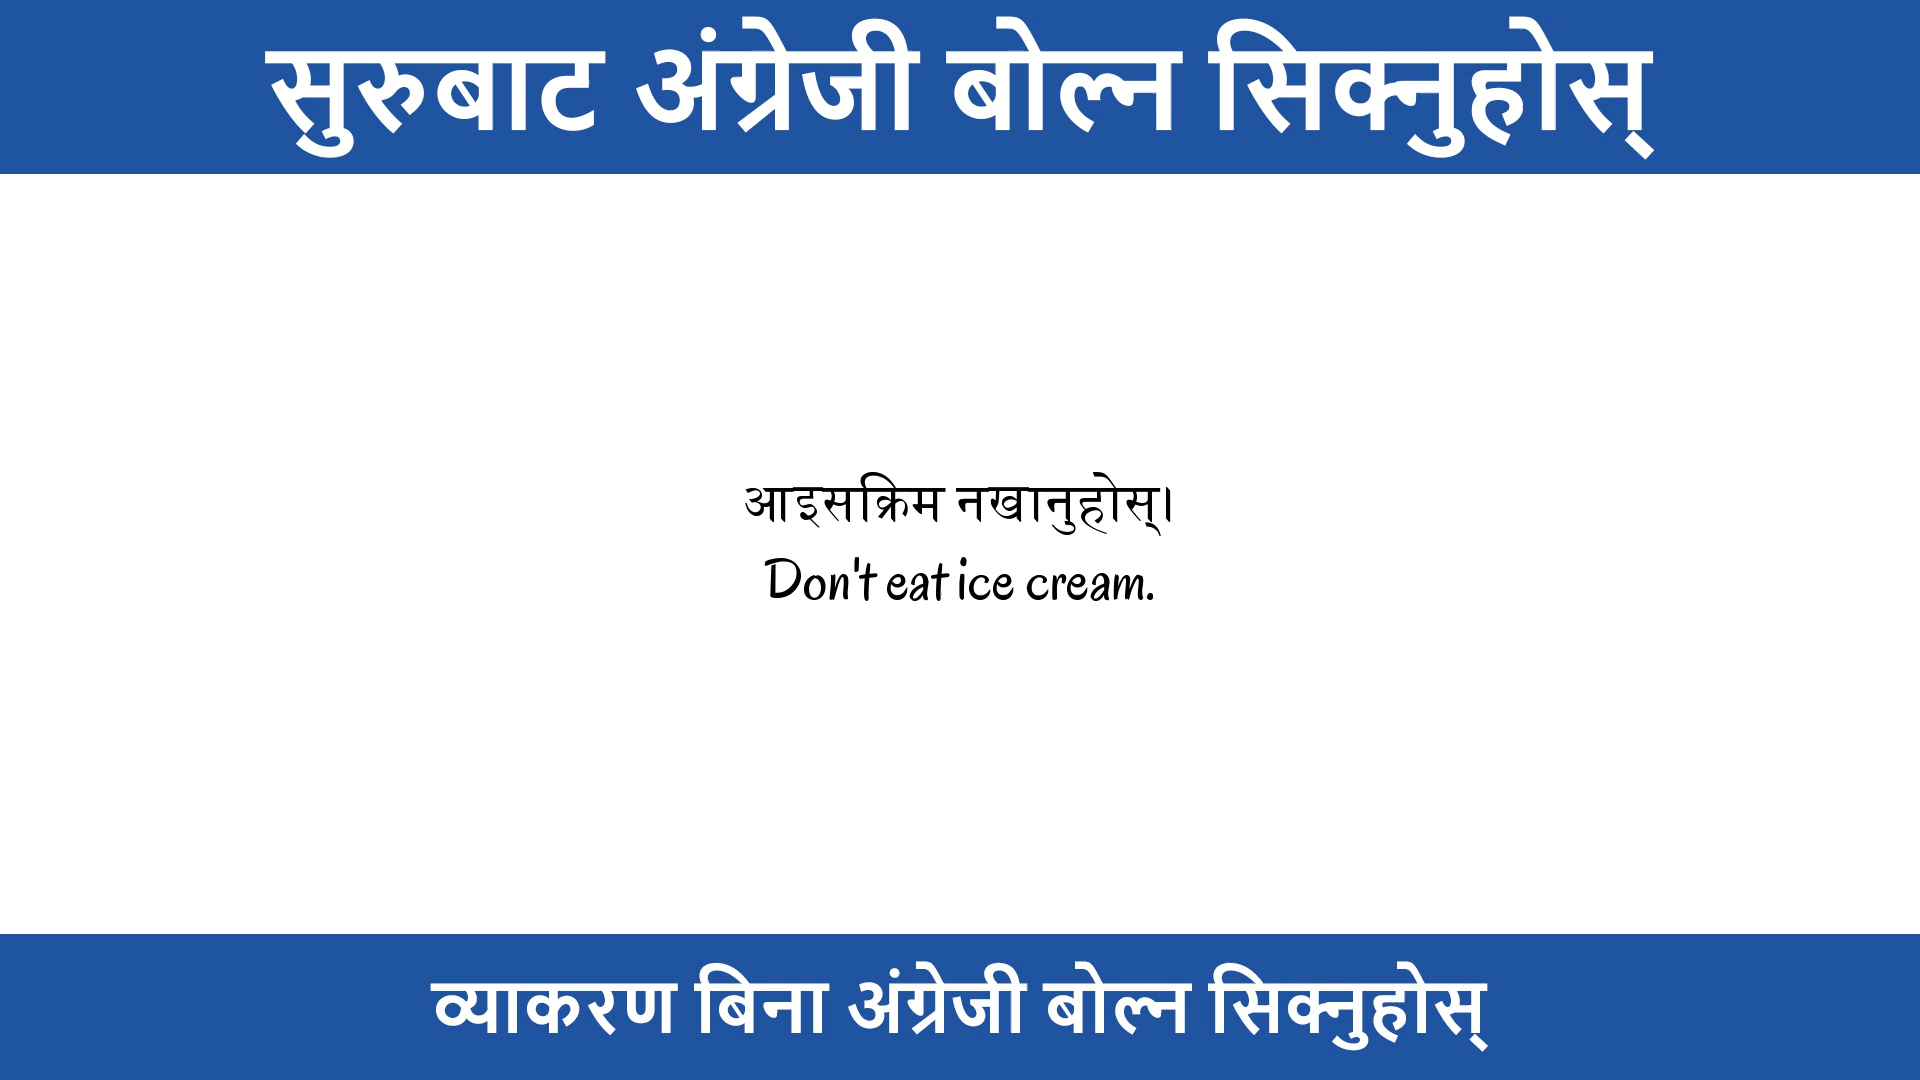 सुरुबाट अंग्रेजी बोल्न सिक्नुहोस्
आइसक्रिम नखानुहोस्।
Don't eat ice cream.
व्याकरण बिना अंग्रेजी बोल्न सिक्नुहोस्